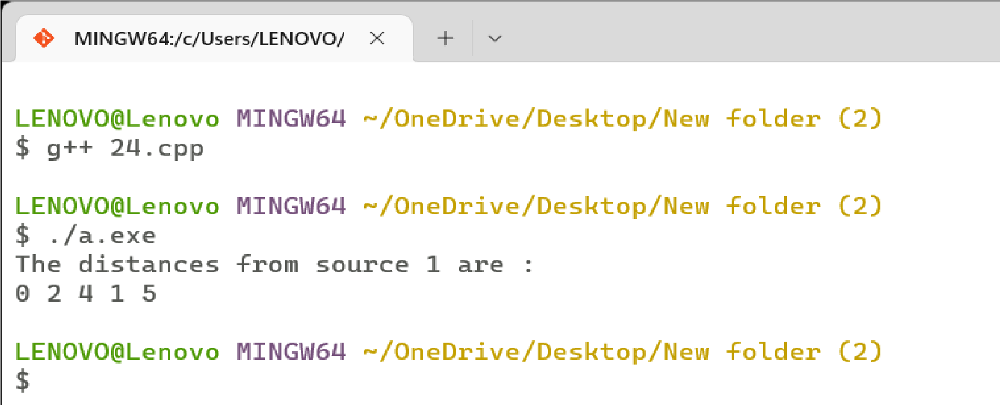 MINGW64:/c/Users/LENOVO/
LENOVO@Lenovo MINGW64 ~/OneDrive/Desktop/New folder (2)
$ g++ 24.cpp
LENOVO@Lenovo MINGW64 ~/OneDrive/Desktop/New folder (2)
$ ./a.exe
The distances from source 1 are :
0 2 4 1 5
LENOVO@Lenovo MINGW64 ~/OneDrive/Desktop/New folder (2)
$